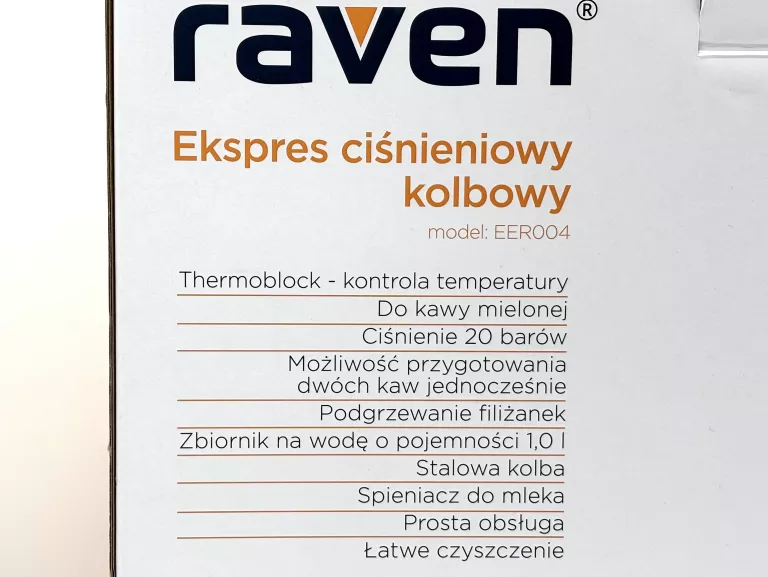 raven®
Ekspres ciśnieniowy
kolbowy
model: EER004
Thermoblock - kontrola temperatury
Do kawy mielonej
Ciśnienie 20 barów
Możliwość przygotowania
dwóch kaw jednocześnie
Podgrzewanie filiżanek
Zbiornik na wodę o pojemności 1,0 l
Stalowa kolba
Spieniacz do mleka
Prosta obsługa
Łatwe czyszczenie